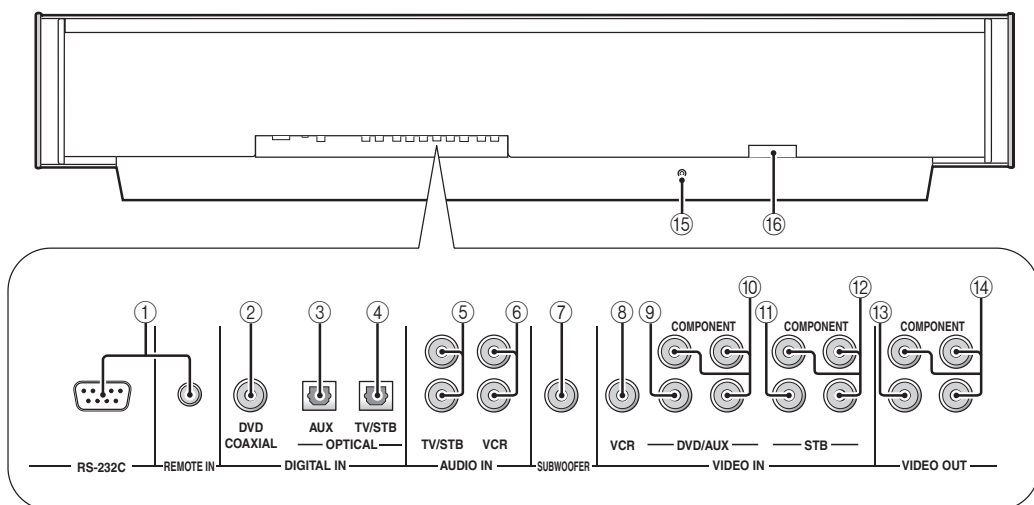 ⑮ ⑯
① ② ③ ④ ⑤ ⑥ ⑦ ⑧ ⑨ ⑩ ⑪ ⑫ ⑬ ⑭
COMPONENT COMPONENT COMPONENT
DVD AUX TV/STB
COAXIAL OPTICAL TV/STB VCR VCR DVD/AUX STB
RS-232C REMOTE IN DIGITAL IN AUDIO IN SUBWOOFER VIDEO IN VIDEO OUT